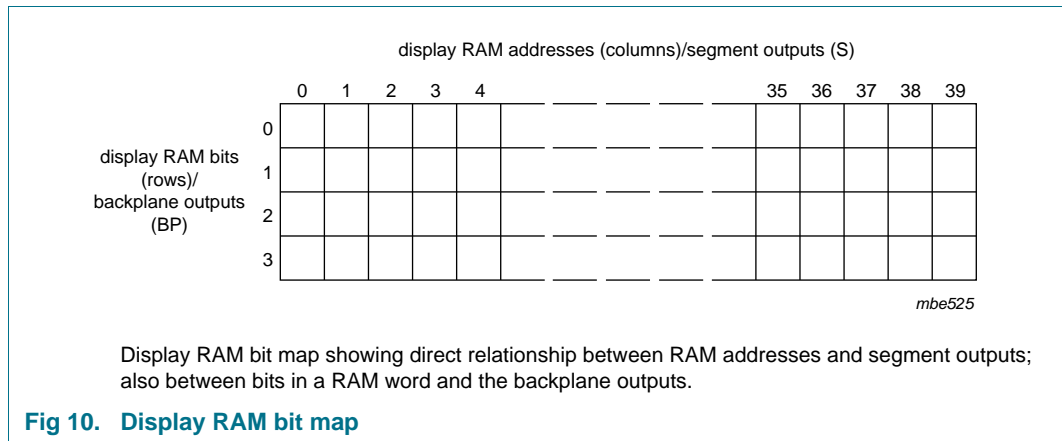 display RAM addresses (columns)/segment outputs (S)
0 1 2 3 4 35 36 37 38 39
0
display RAM bits
1
(rows)/
backplane outputs
2
(BP)
3
mbe525
Display RAM bit map showing direct relationship between RAM addresses and segment outputs;
also between bits in a RAM word and the backplane outputs.
Fig 10. Display RAM bit map